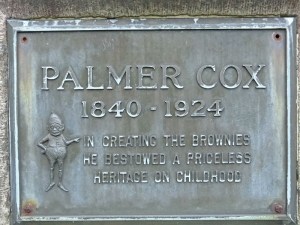 PALMER COX
1840 - 1924
IN CREATING THE BROWNIES
HE BESTOWED A PRICELESS
HERITAGE ON CHILDHOOD